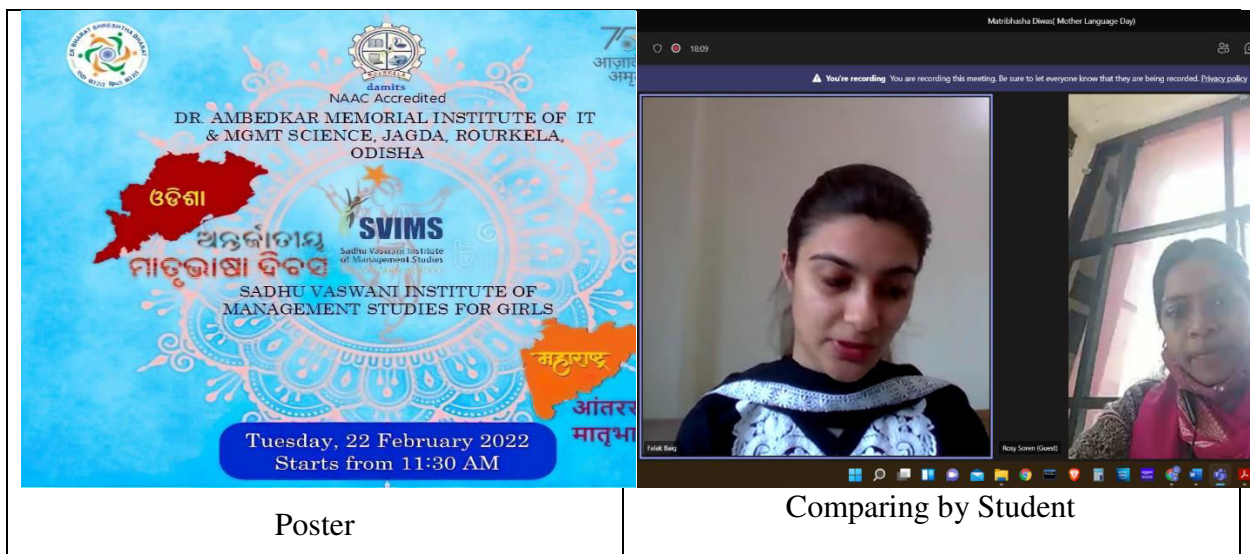 damits
NAAC Accredited
DR. AMBEDKAR MEMORIAL INSTITUTE OF IT
& MGMT SCIENCE, JAGDA, ROURKELA,
ODISHA
ଓଡିଶା
ଅନ୍ତର୍ଜାତୀୟ
ମାତୃଭାଷା ଦିବସ
SVIMS
Sadhu Vaswani Institute
of Management Studies
SADHU VASWANI INSTITUTE OF
MANAGEMENT STUDIES FOR GIRLS
महाराष्ट्र
Tuesday, 22 February 2022
Starts from 11:30 AM
Poster
Matribhasha Diwas( Mother Language Day)
18:09
You're recording You are recording this meeting. Be sure to let everyone know that they are being recorded. Privacy policy
Falak Baig
Rosy Soren (Guest)
Comparing by Student